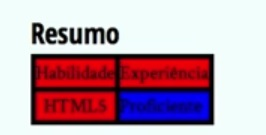 Resumo
Habilidade Experiência
HTML5 Proficiente